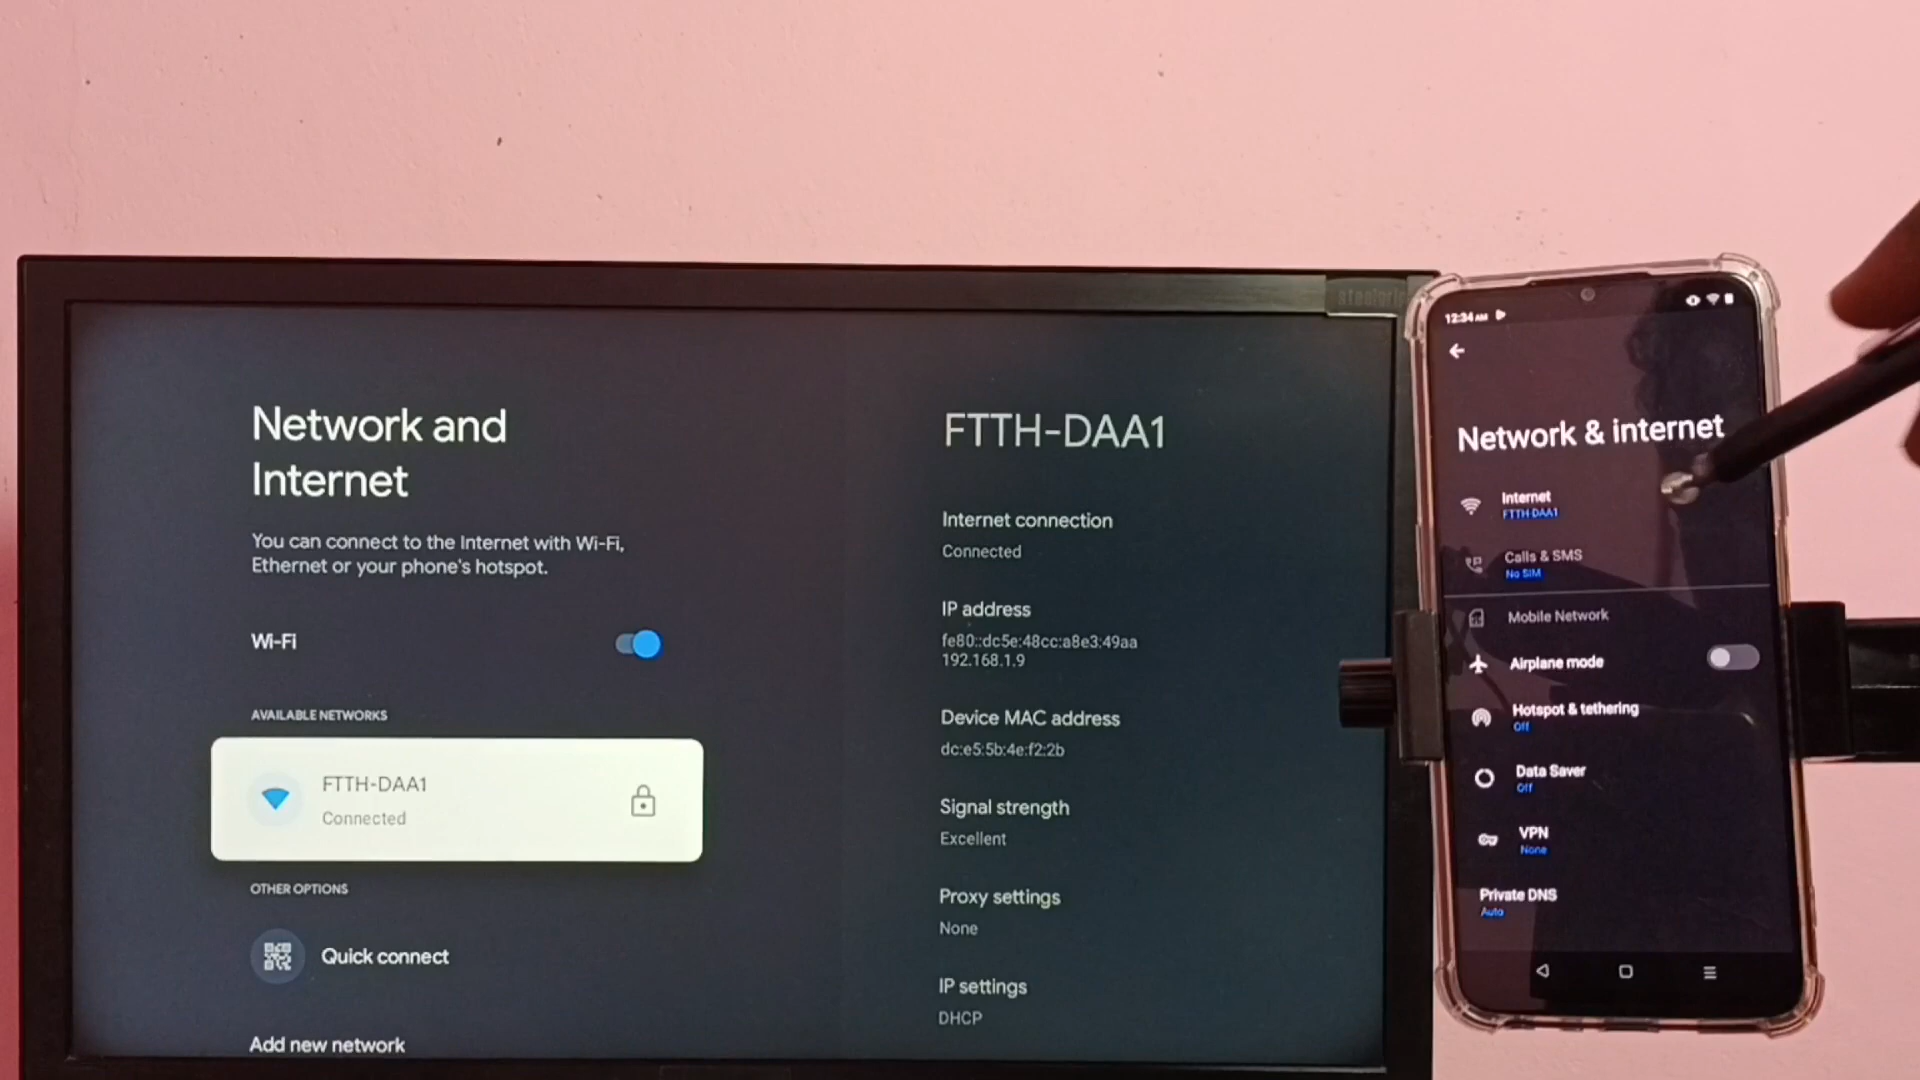 Network and
Internet
You can connect to the Internet with Wi-Fi,
Ethernet or your phone's hotspot.
Wi-Fi
AVAILABLE NETWORKS
FTTH-DAA1
Connected
OTHER OPTIONS
Quick connect
Add new network
FTTH-DAA1
Internet connection
Connected
IP address
fe80::dc5e:48cc:a8e3:49aa
192.168.1.9
Device MAC address
dc:e5:5b:4e:f2:2b
Signal strength
Excellent
Proxy settings
None
IP settings
DHCP
12:34 AM
Network & internet
Internet
FTTH-DAA1
Calls & SMS
No SIM
Mobile Network
Airplane mode
Hotspot & tethering
Off
Data Saver
Off
VPN
None
Private DNS
Auto